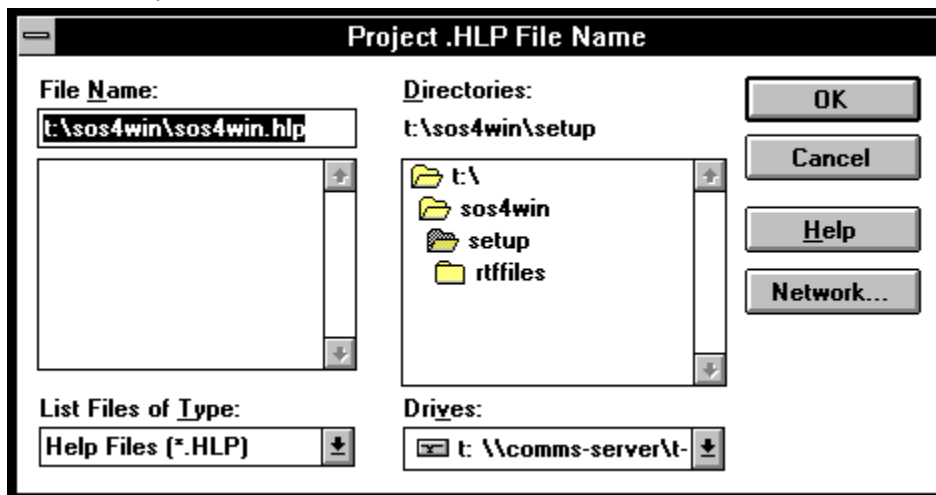 Project .HLP File Name
File Name:
t:\sos4win\sos4win.hlp
Directories:
t:\sos4win\setup
t:\
sos4win
setup
rtffiles
OK
Cancel
Help
Network...
List Files of Type:
Help Files (*.HLP)
Drives:
t: \\comms-server\t-